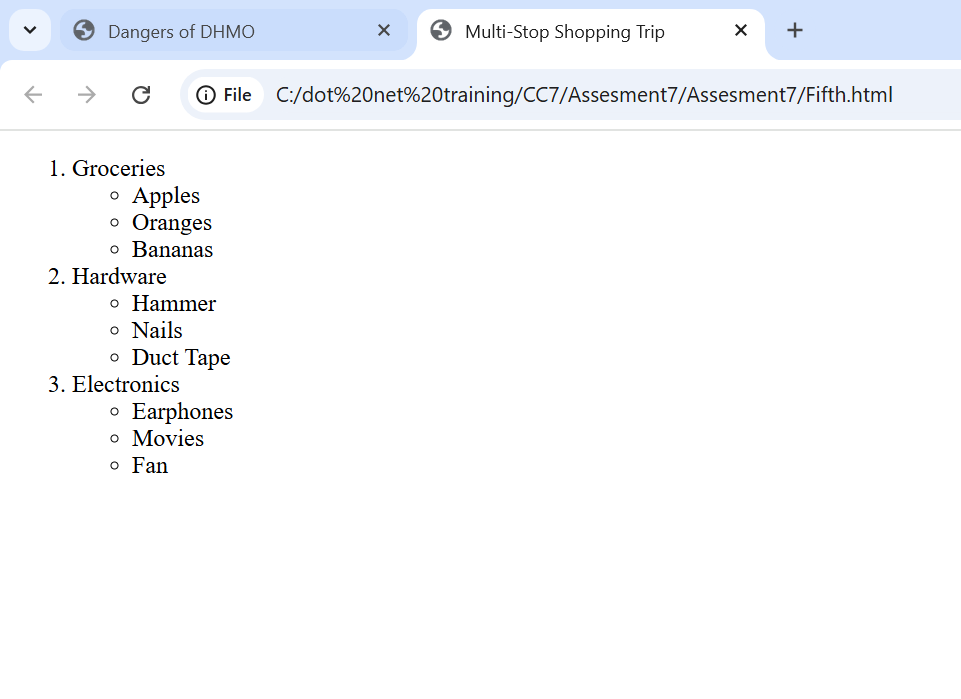 Dangers of DHMO
Multi-Stop Shopping Trip
File C:/dot%20net%20training/CC7/Assesment7/Assesment7/Fifth.html
1. Groceries
Apples
Oranges
Bananas
2. Hardware
Hammer
Nails
Duct Tape
3. Electronics
Earphones
Movies
Fan